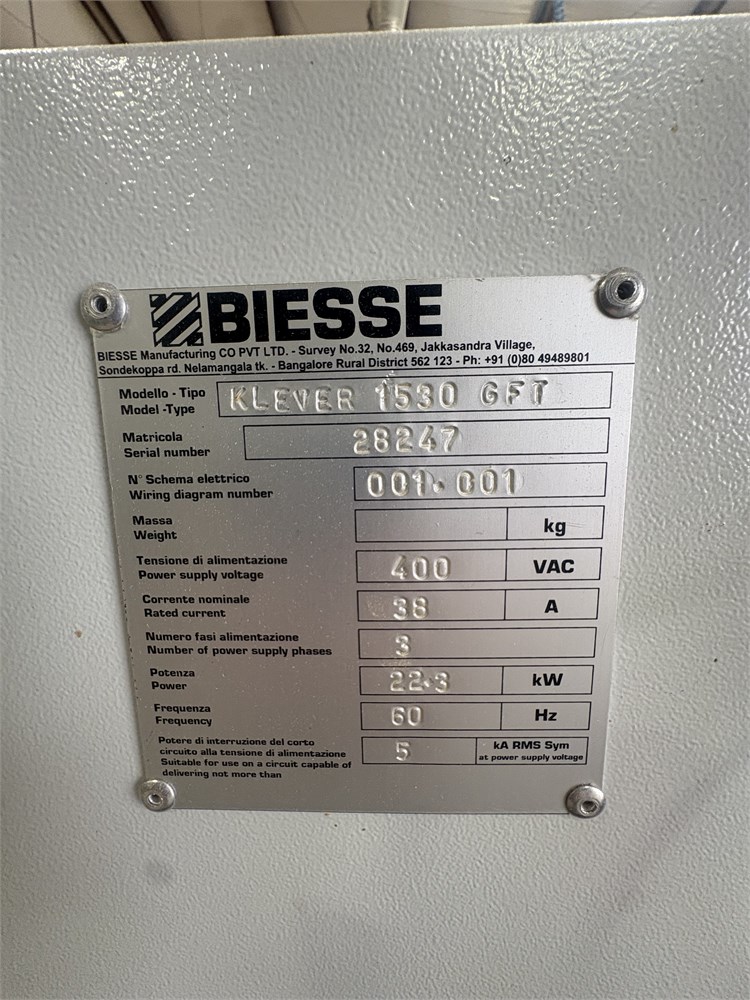 BIESSE
BIESSE Manufacturing CO PVT LTD. - Survey No.32, No.469, Jakkasandra Village,
Sondekoppa rd. Nelamangala tk. - Bangalore Rural District 562 123 - Ph: +91 (0)80 49489801
Modello - Tipo
Model -Type
KLEVER 1530 GFT
Matricola
Serial number
28247
N° Schema elettrico
Wiring diagram number
001.001
Massa
Weight
kg
Tensione di alimentazione
Power supply voltage
400 VAC
Corrente nominale
Rated current
38 A
Numero fasi alimentazione
Number of power supply phases
3
Potenza
Power
22.3 kW
Frequenza
Frequency
60 Hz
Potere di interruzione del corto
circuito alla tensione di alimentazione
Suitable for use on a circuit capable of
delivering not more than
5
kA RMS Sym
at power supply voltage